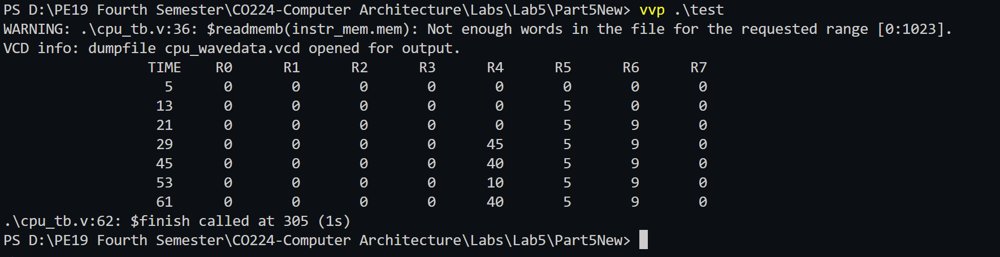 PS D:\PE19 Fourth Semester\CO224-Computer Architecture\Labs\Lab5\Part5New> vvp .\test
WARNING: .\cpu_tb.v:36: $readmemb(instr_mem.mem): Not enough words in the file for the requested range [0:1023].
VCD info: dumpfile cpu_wavedata.vcd opened for output.
TIME R0 R1 R2 R3 R4 R5 R6 R7
5 0 0 0 0 0 0 0 0
13 0 0 0 0 0 5 0 0
21 0 0 0 0 0 5 9 0
29 0 0 0 0 45 5 9 0
45 0 0 0 0 40 5 9 0
53 0 0 0 0 10 5 9 0
61 0 0 0 0 40 5 9 0
.\cpu_tb.v:62: $finish called at 305 (1s)
PS D:\PE19 Fourth Semester\CO224-Computer Architecture\Labs\Lab5\Part5New>